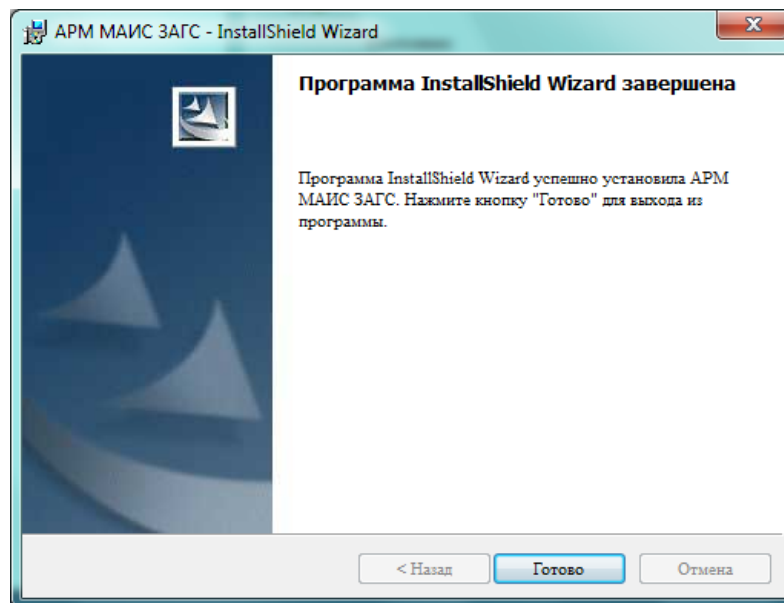 АРМ МАИС ЗАГС - InstallShield Wizard
Программа InstallShield Wizard завершена
Программа InstallShield Wizard успешно установила АРМ
МАИС ЗАГС. Нажмите кнопку "Готово" для выхода из
программы.
< Назад Готово Отмена